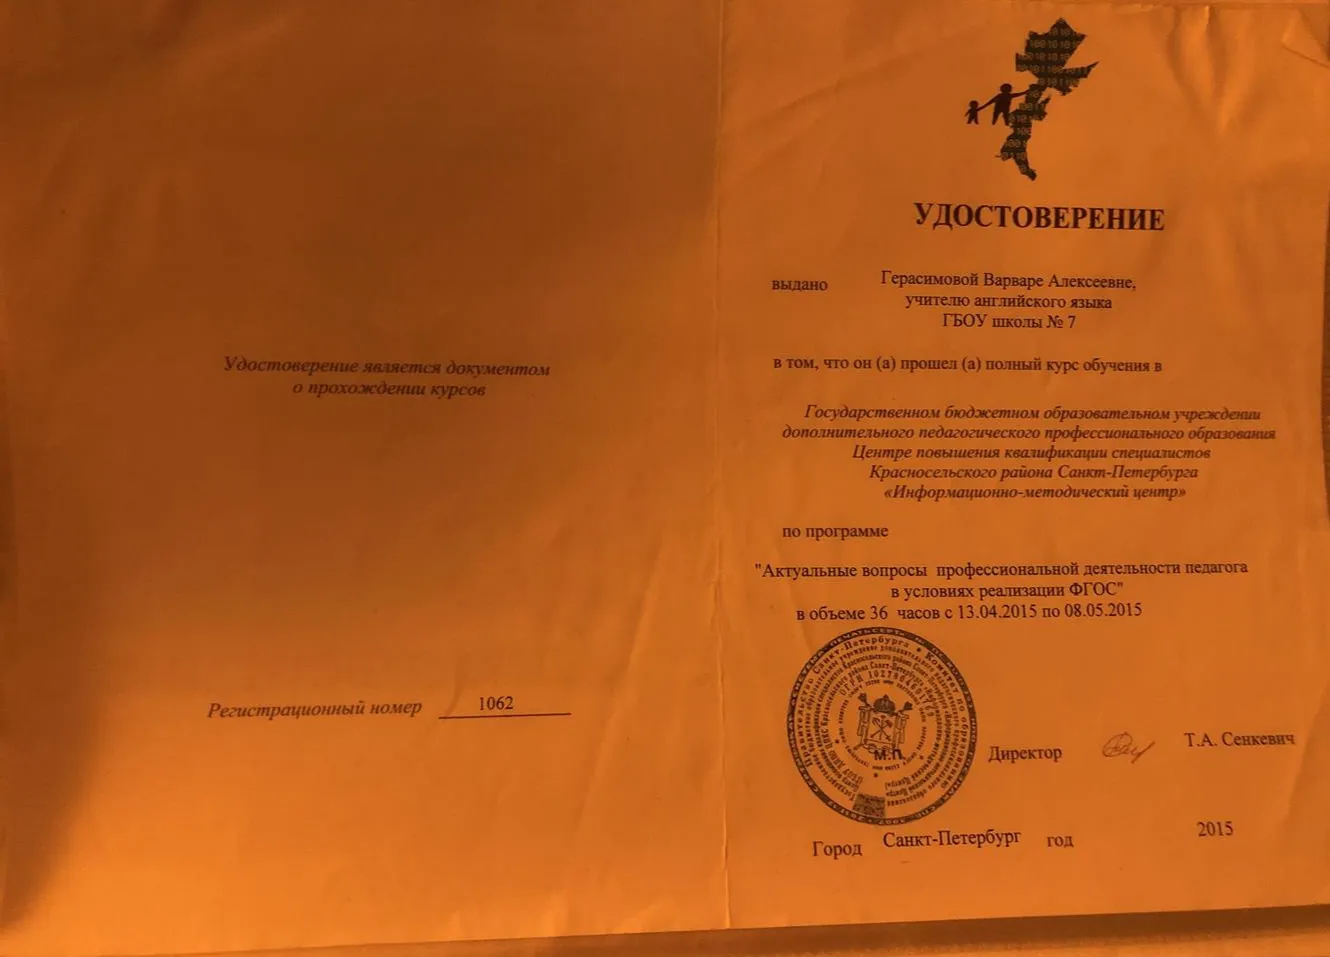 Удостоверение является документом
о прохождении курсов
Регистрационный номер 1062
УДОСТОВЕРЕНИЕ
выдано Герасимовой Варваре Алексеевне,
учителю английского языка
ГБОУ школы № 7
в том, что он (а) прошел (а) полный курс обучения в
Государственном бюджетном образовательном учреждении
дополнительного педагогического профессионального образования
Центре повышения квалификации специалистов
Красносельского района Санкт-Петербурга
«Информационно-методический центр»
по программе
"Актуальные вопросы профессиональной деятельности педагога
в условиях реализации ФГОС"
в объеме 36 часов с 13.04.2015 по 08.05.2015
М.П.
Директор Т.А. Сенкевич
Город Санкт-Петербург год 2015